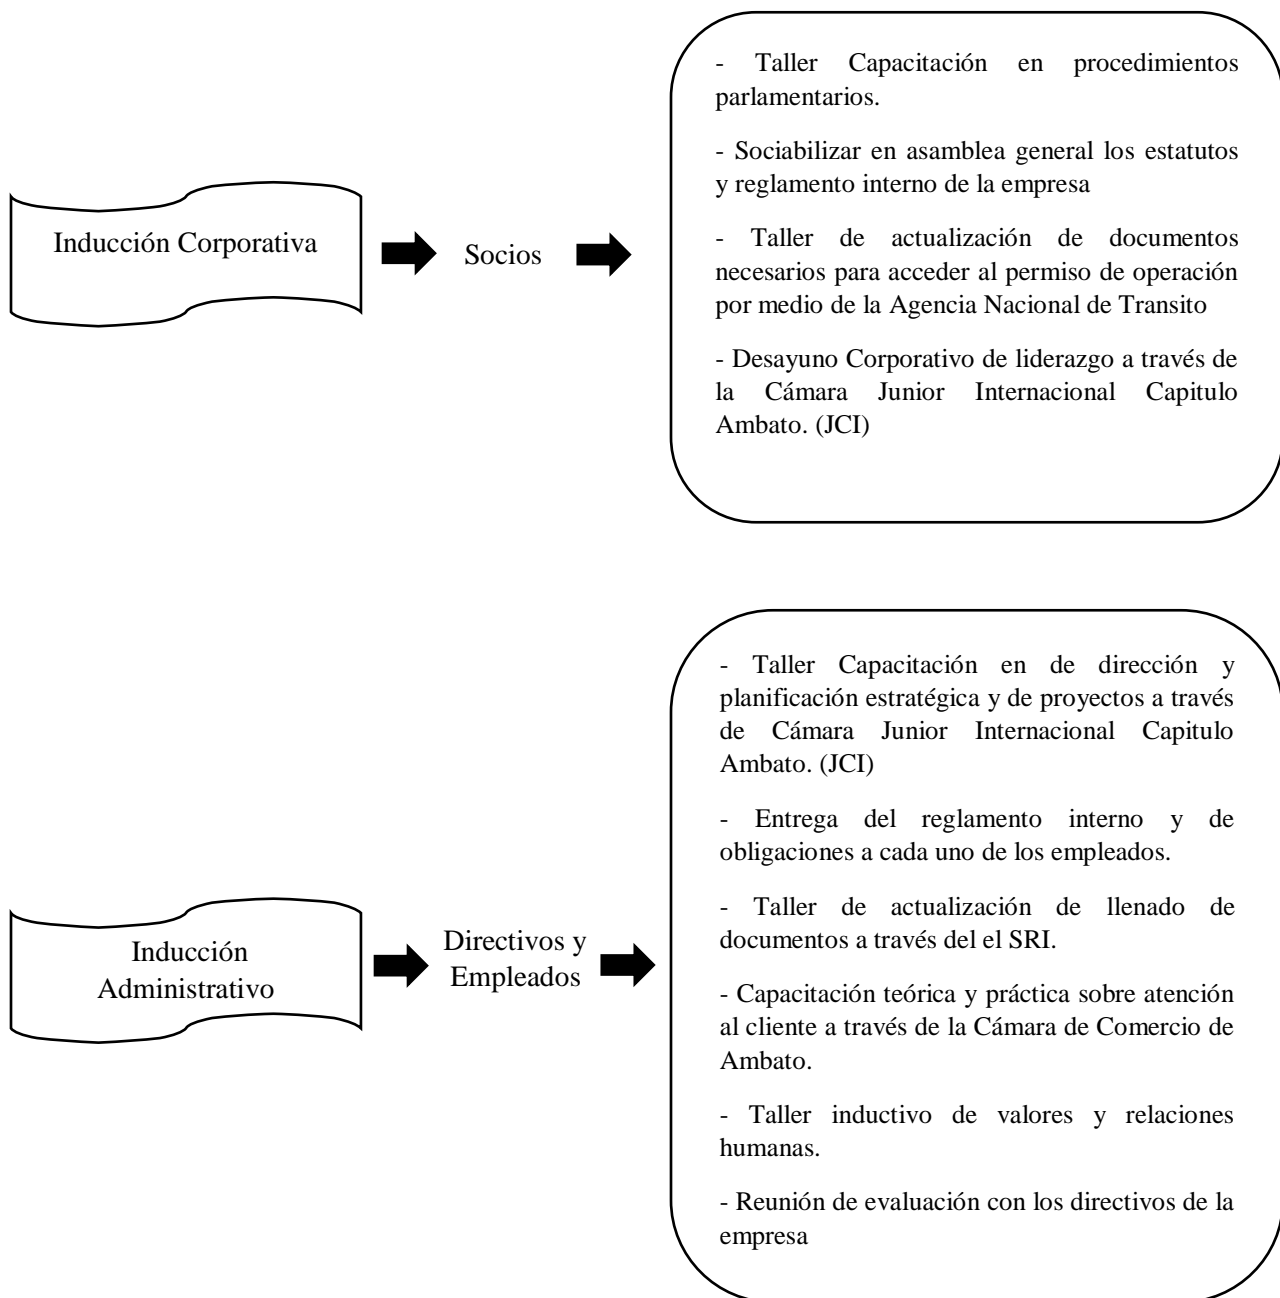 Inducción Corporativa
Socios
- Taller Capacitación en procedimientos
parlamentarios.
- Sociabilizar en asamblea general los estatutos
y reglamento interno de la empresa
- Taller de actualización de documentos
necesarios para acceder al permiso de operación
por medio de la Agencia Nacional de Transito
- Desayuno Corporativo de liderazgo a través de
la Cámara Junior Internacional Capitulo
Ambato. (JCI)
Inducción
Administrativo
Directivos y
Empleados
- Taller Capacitación en de dirección y
planificación estratégica y de proyectos a través
de Cámara Junior Internacional Capitulo
Ambato. (JCI)
- Entrega del reglamento interno y de
obligaciones a cada uno de los empleados.
- Taller de actualización de llenado de
documentos a través del el SRI.
- Capacitación teórica y práctica sobre atención
al cliente a través de la Cámara de Comercio de
Ambato.
- Taller inductivo de valores y relaciones
humanas.
- Reunión de evaluación con los directivos de la
empresa